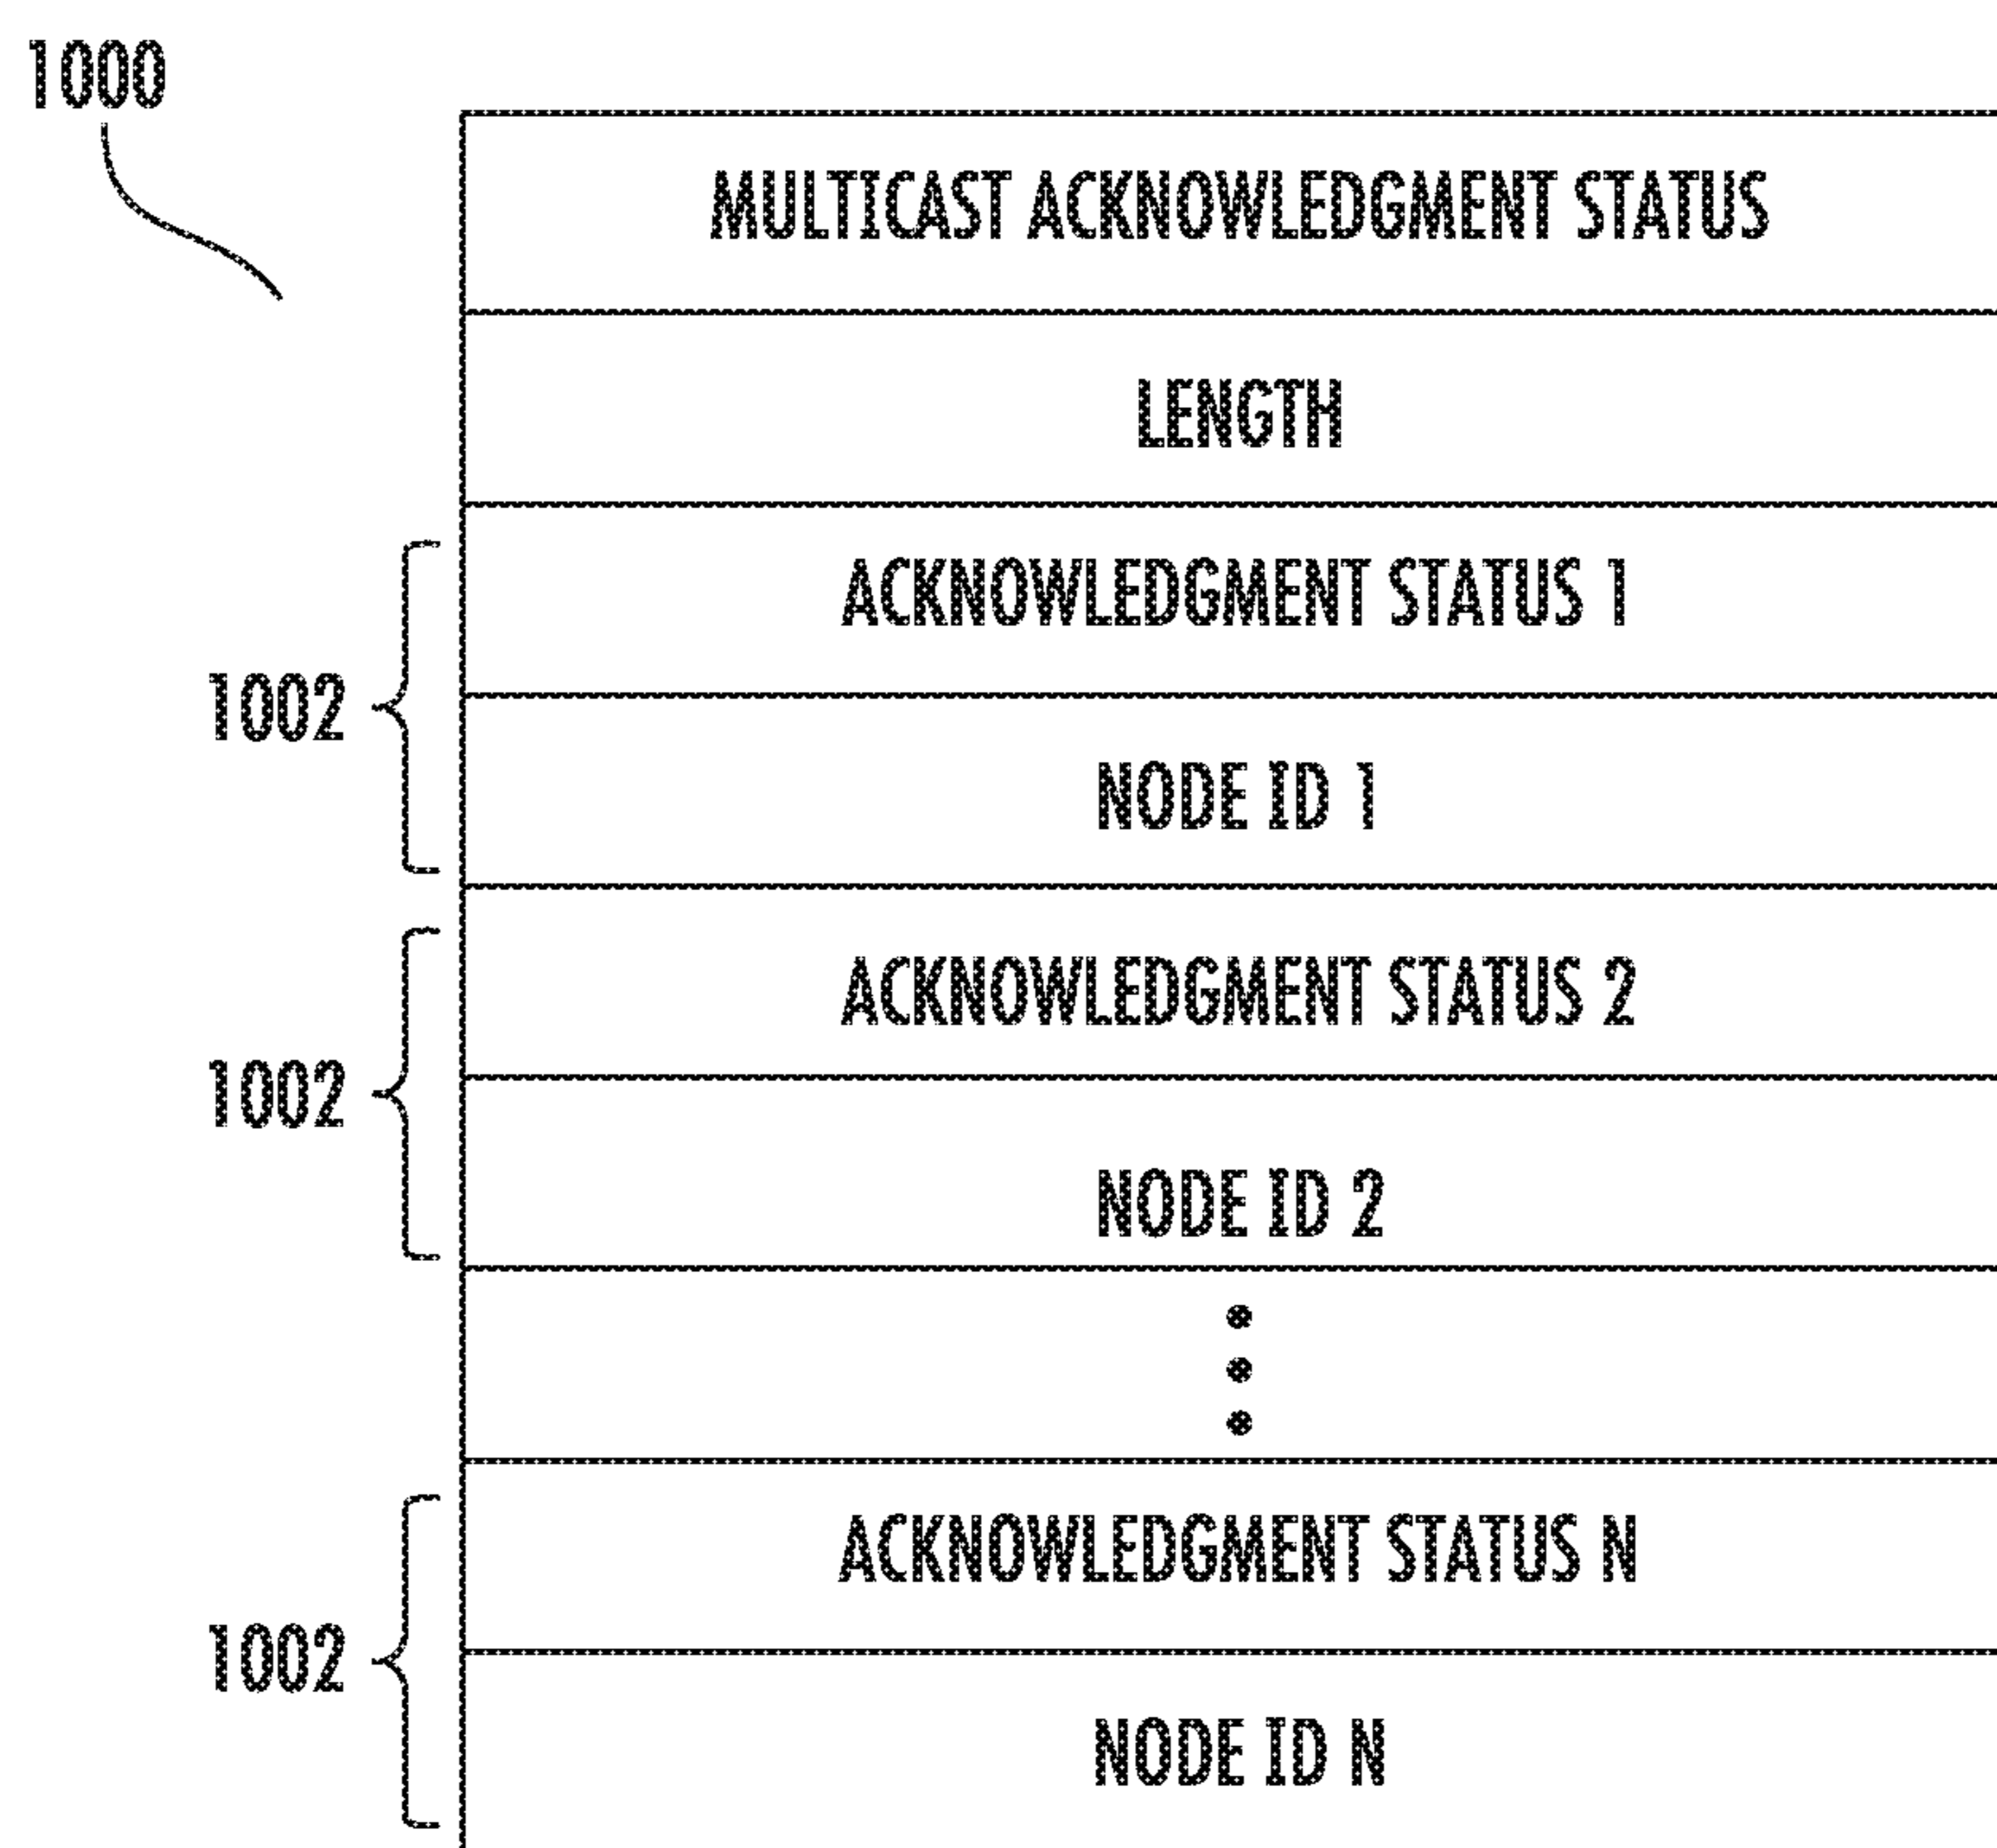 1000
MULTICAST ACKNOWLEDGMENT STATUS
LENGTH
ACKNOWLEDGMENT STATUS 1
1002
NODE ID 1
ACKNOWLEDGMENT STATUS 2
1002
NODE ID 2
ACKNOWLEDGMENT STATUS N
1002
NODE ID N